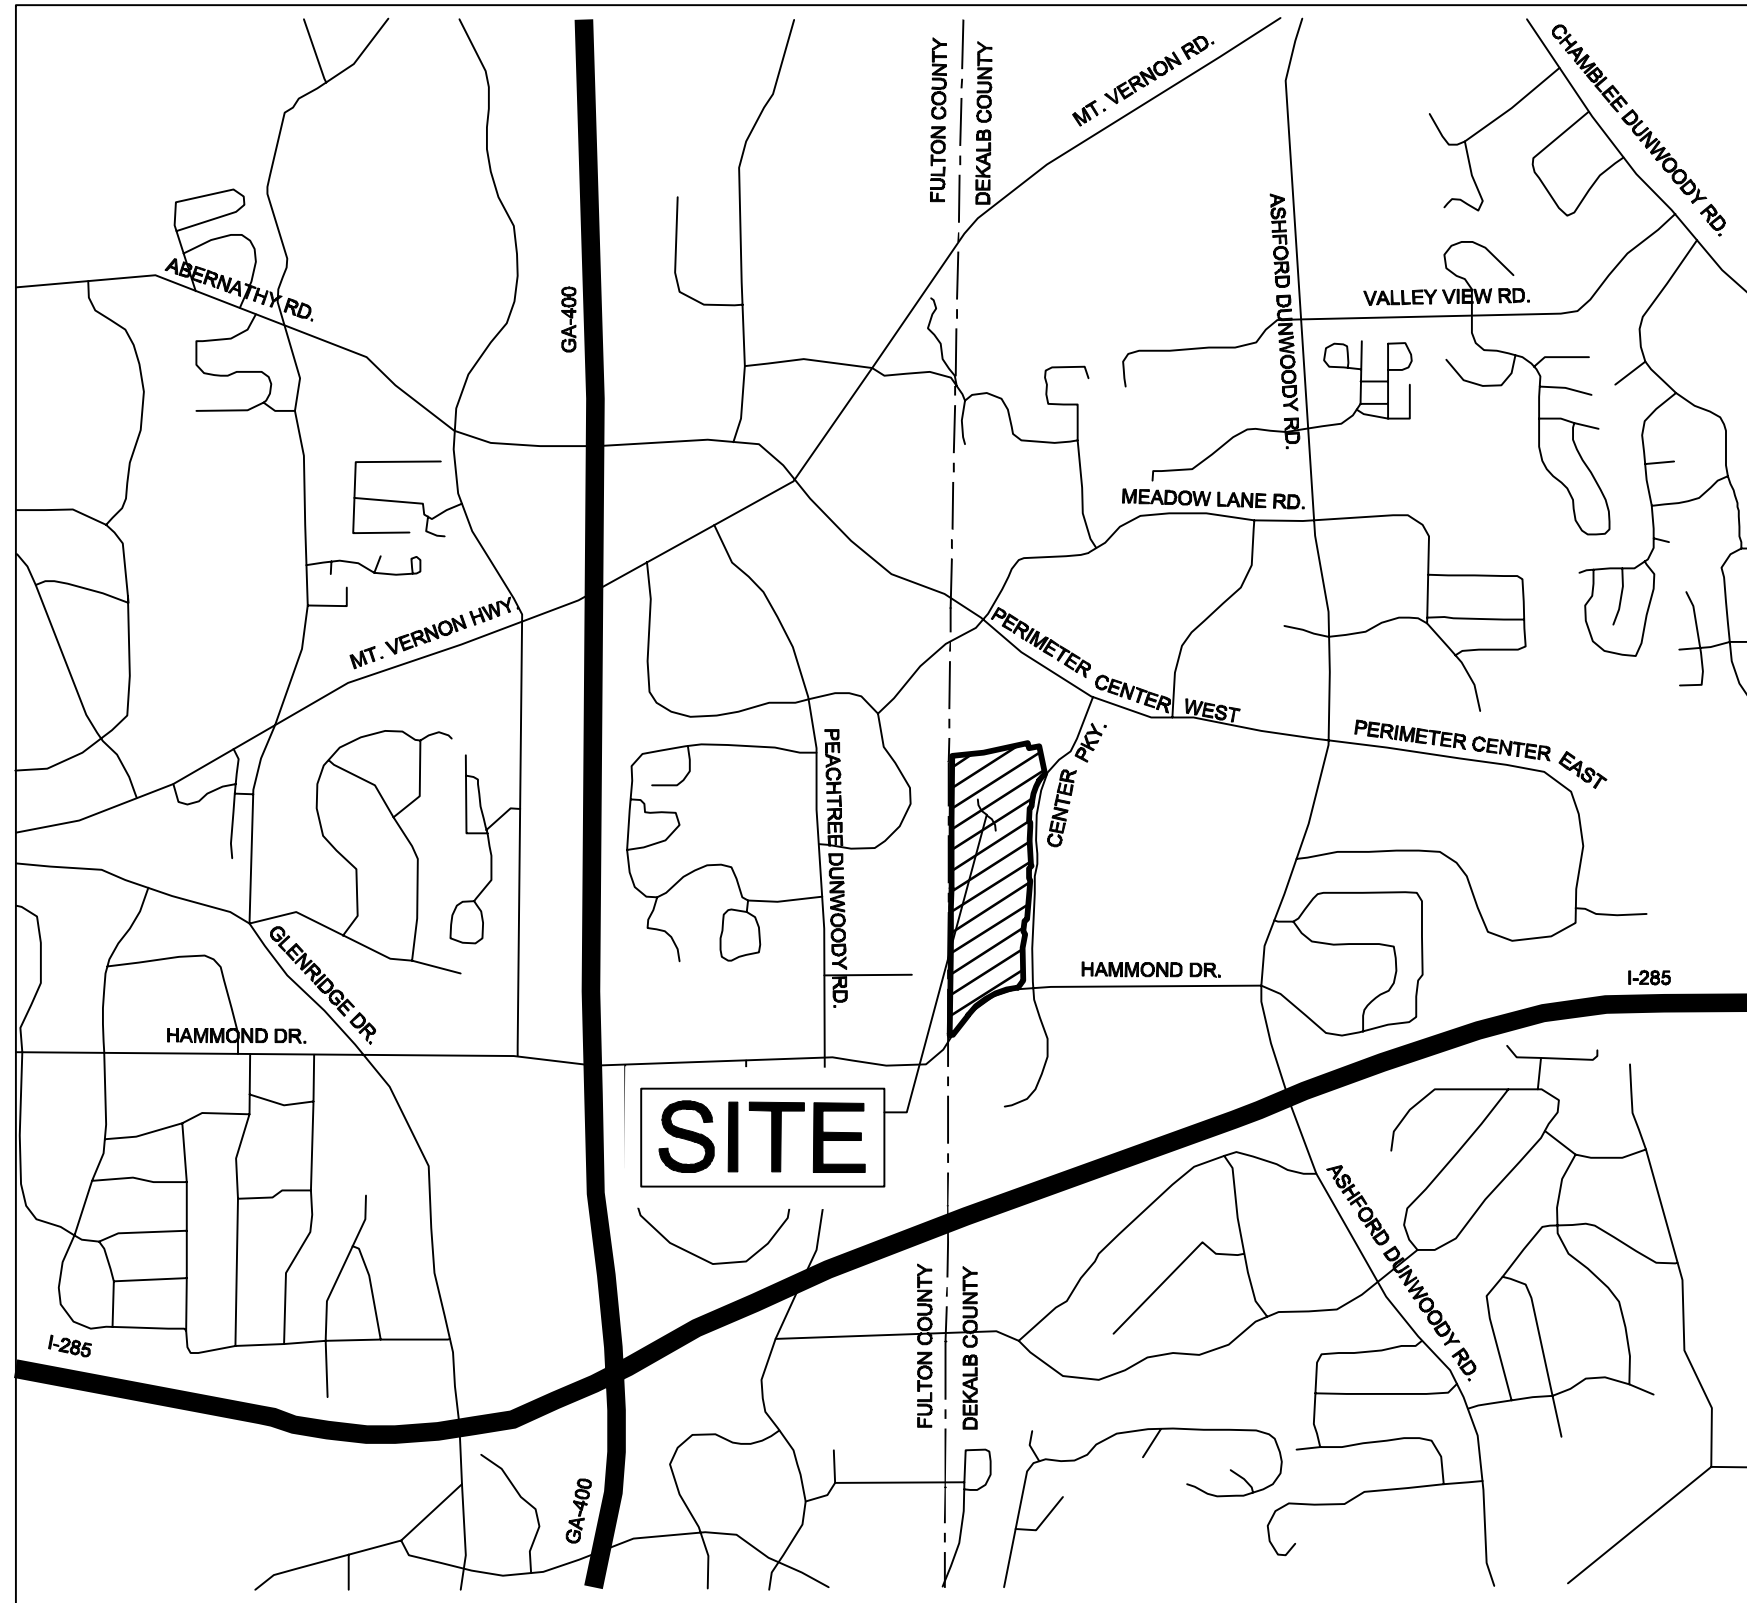 CHAMBLEE DUNWOODY RD.
MT. VERNON RD.
FULTON COUNTY
DEKALB COUNTY
ASHFORD DUNWOODY RD.
ABERNATHY RD.
GA-400
VALLEY VIEW RD.
MEADOW LANE RD.
MT. VERNON HWY.
PERIMETER CENTER WEST
PERIMETER CENTER EAST
PEACHTREE DUNWOODY RD.
CENTER PKY.
GLENRIDGE DR.
HAMMOND DR.
I-285
HAMMOND DR.
SITE
ASHFORD DUNWOODY RD.
FULTON COUNTY
DEKALB COUNTY
I-285
GA-400